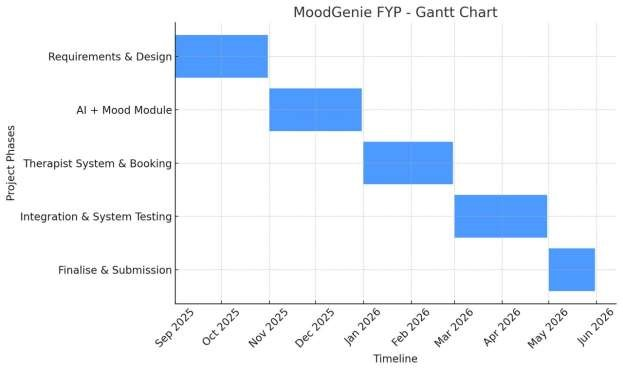 MoodGenie FYP - Gantt Chart
Project Phases
Requirements & Design
AI + Mood Module
Therapist System & Booking
Integration & System Testing
Finalise & Submission
Sep 2025
Oct 2025
Nov 2025
Dec 2025
Jan 2026
Feb 2026
Mar 2026
Apr 2026
May 2026
Jun 2026
Timeline